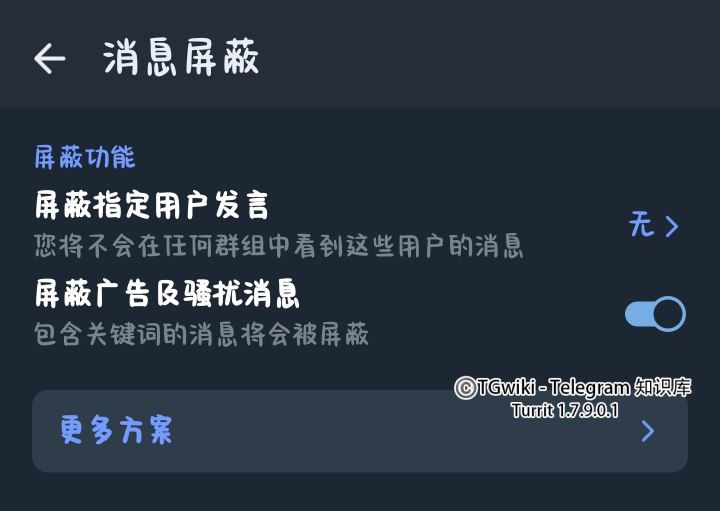 消息屏蔽
屏蔽功能
屏蔽指定用户发言
无
您将不会在任何群组中看到这些用户的消息
屏蔽广告及骚扰消息
包含关键词的消息将会被屏蔽
©TGwiki - Telegram 知识库
Turrit 1.7.9.0.1
更多方案